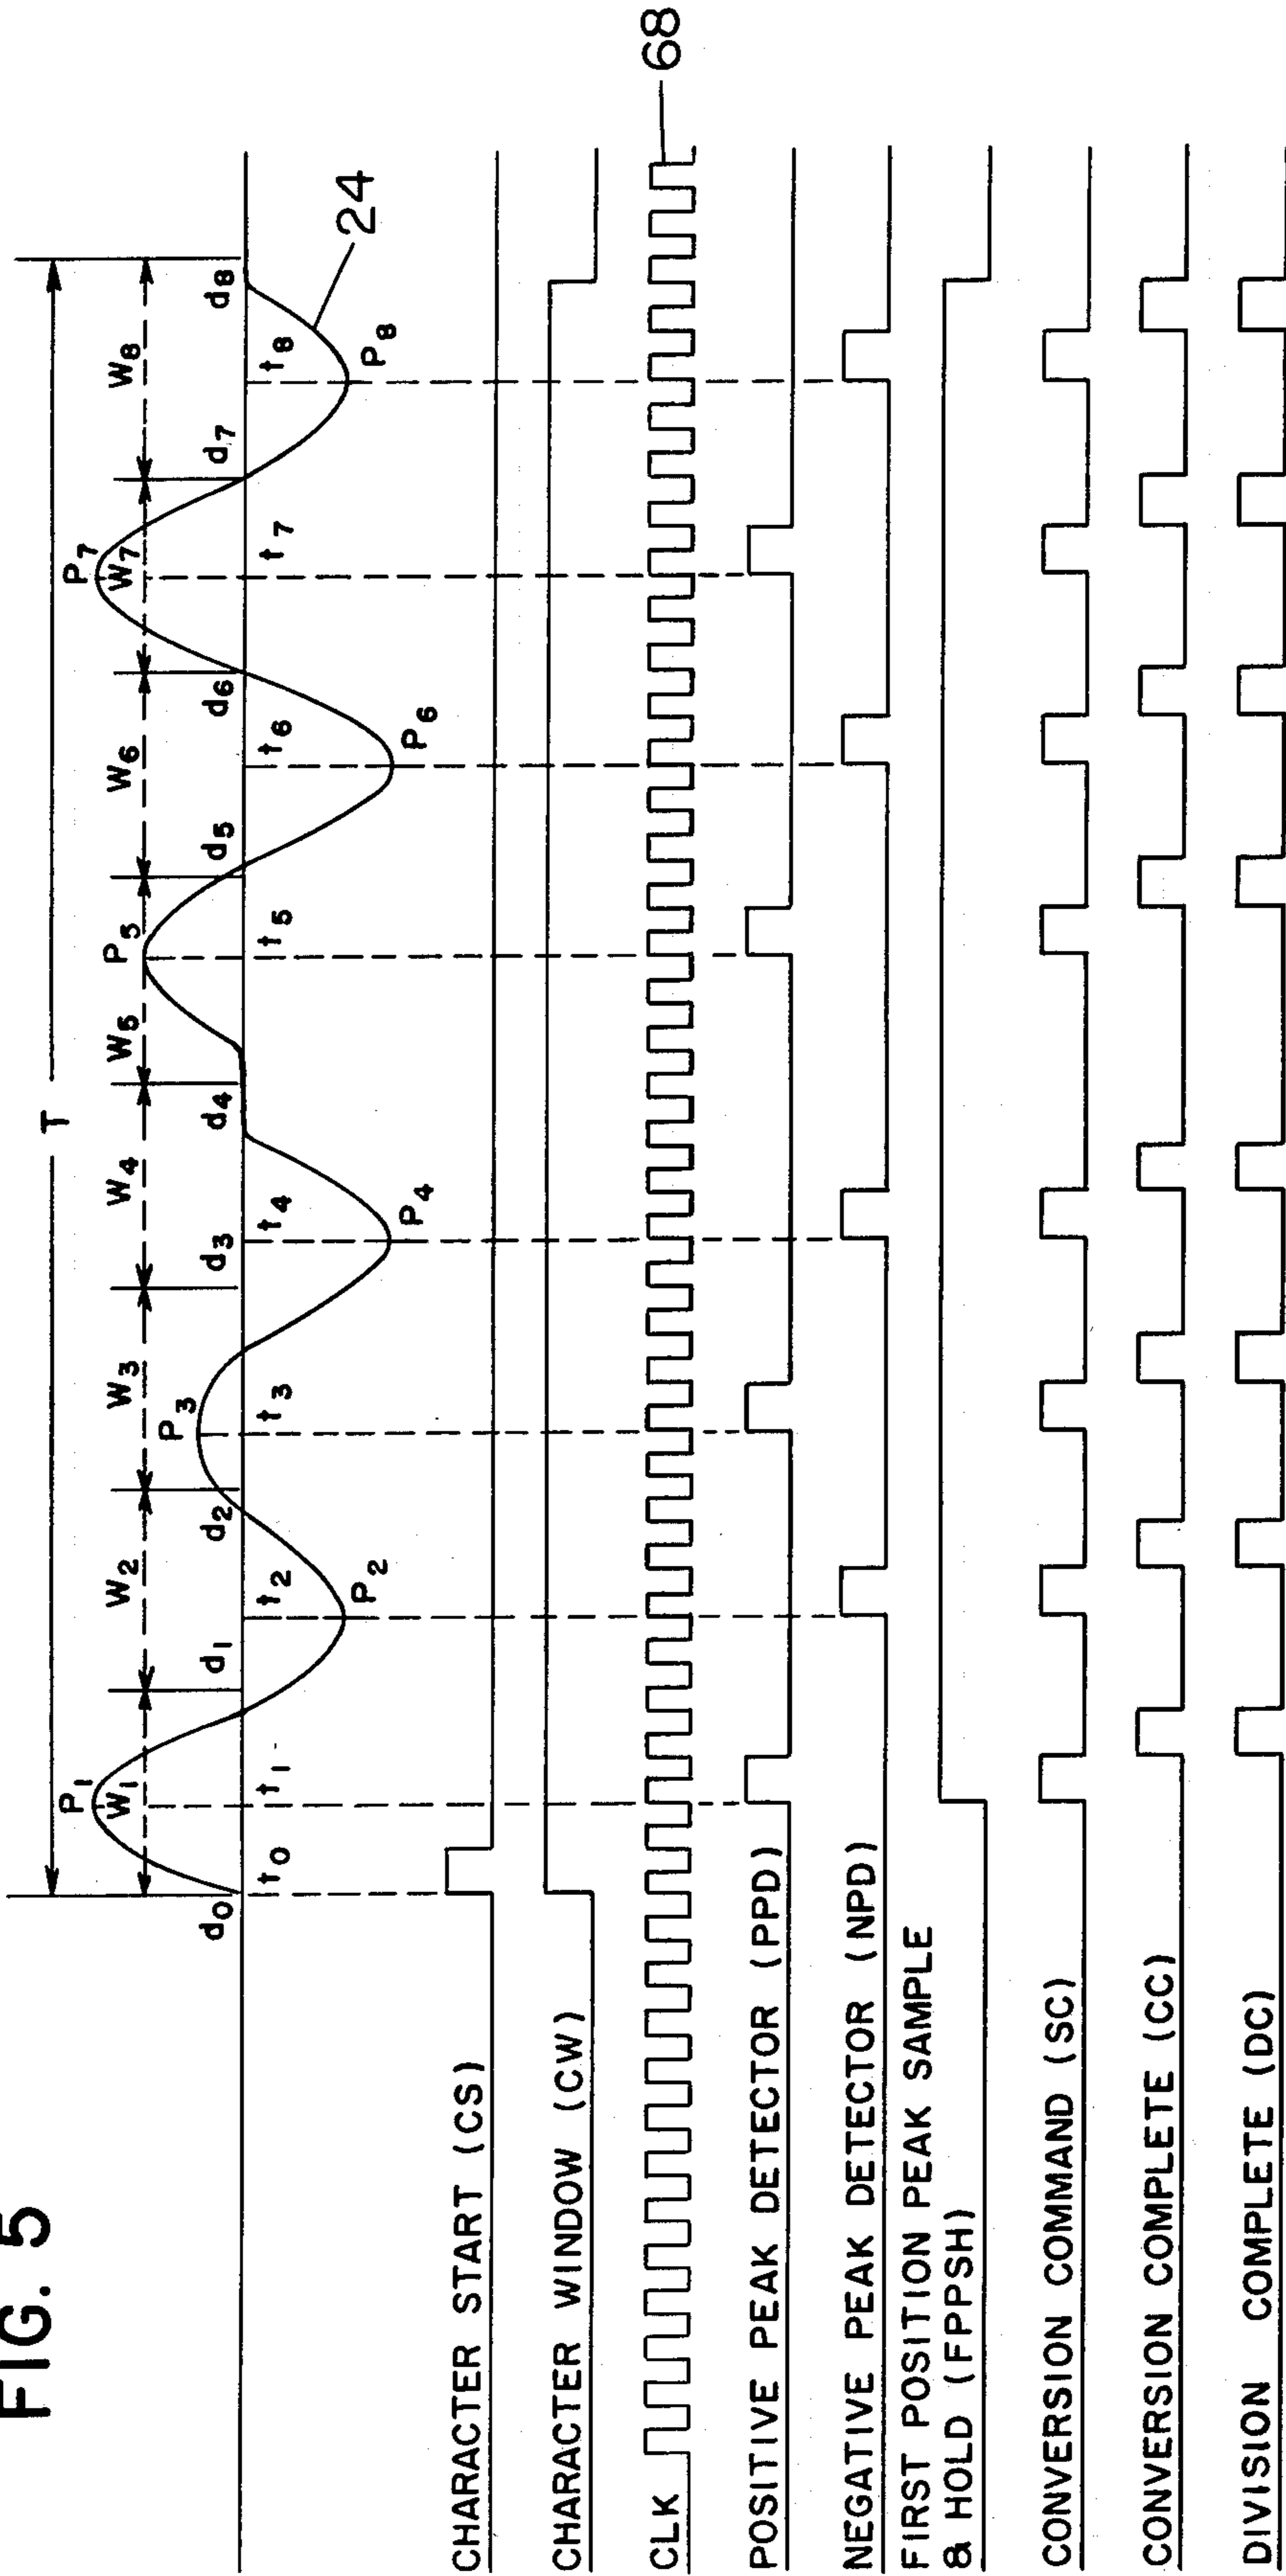 FIG. 5
T
P₁ P₃ P₅ P₇
W₁ W₂ W₃ W₄ W₅ W₆ W₇ W₈
d₀ d₁ d₂ d₃ d₄ d₅ d₆ d₇ d₈
t₀ t₁ t₂ t₃ t₄ t₅ t₆ t₇ t₈
P₂ P₄ P₆ P₈
24
CHARACTER START (CS)
CHARACTER WINDOW (CW)
CLK
68
POSITIVE PEAK DETECTOR (PPD)
NEGATIVE PEAK DETECTOR (NPD)
FIRST POSITION PEAK SAMPLE
& HOLD (FPPSH)
CONVERSION COMMAND (SC)
CONVERSION COMPLETE (CC)
DIVISION COMPLETE (DC)